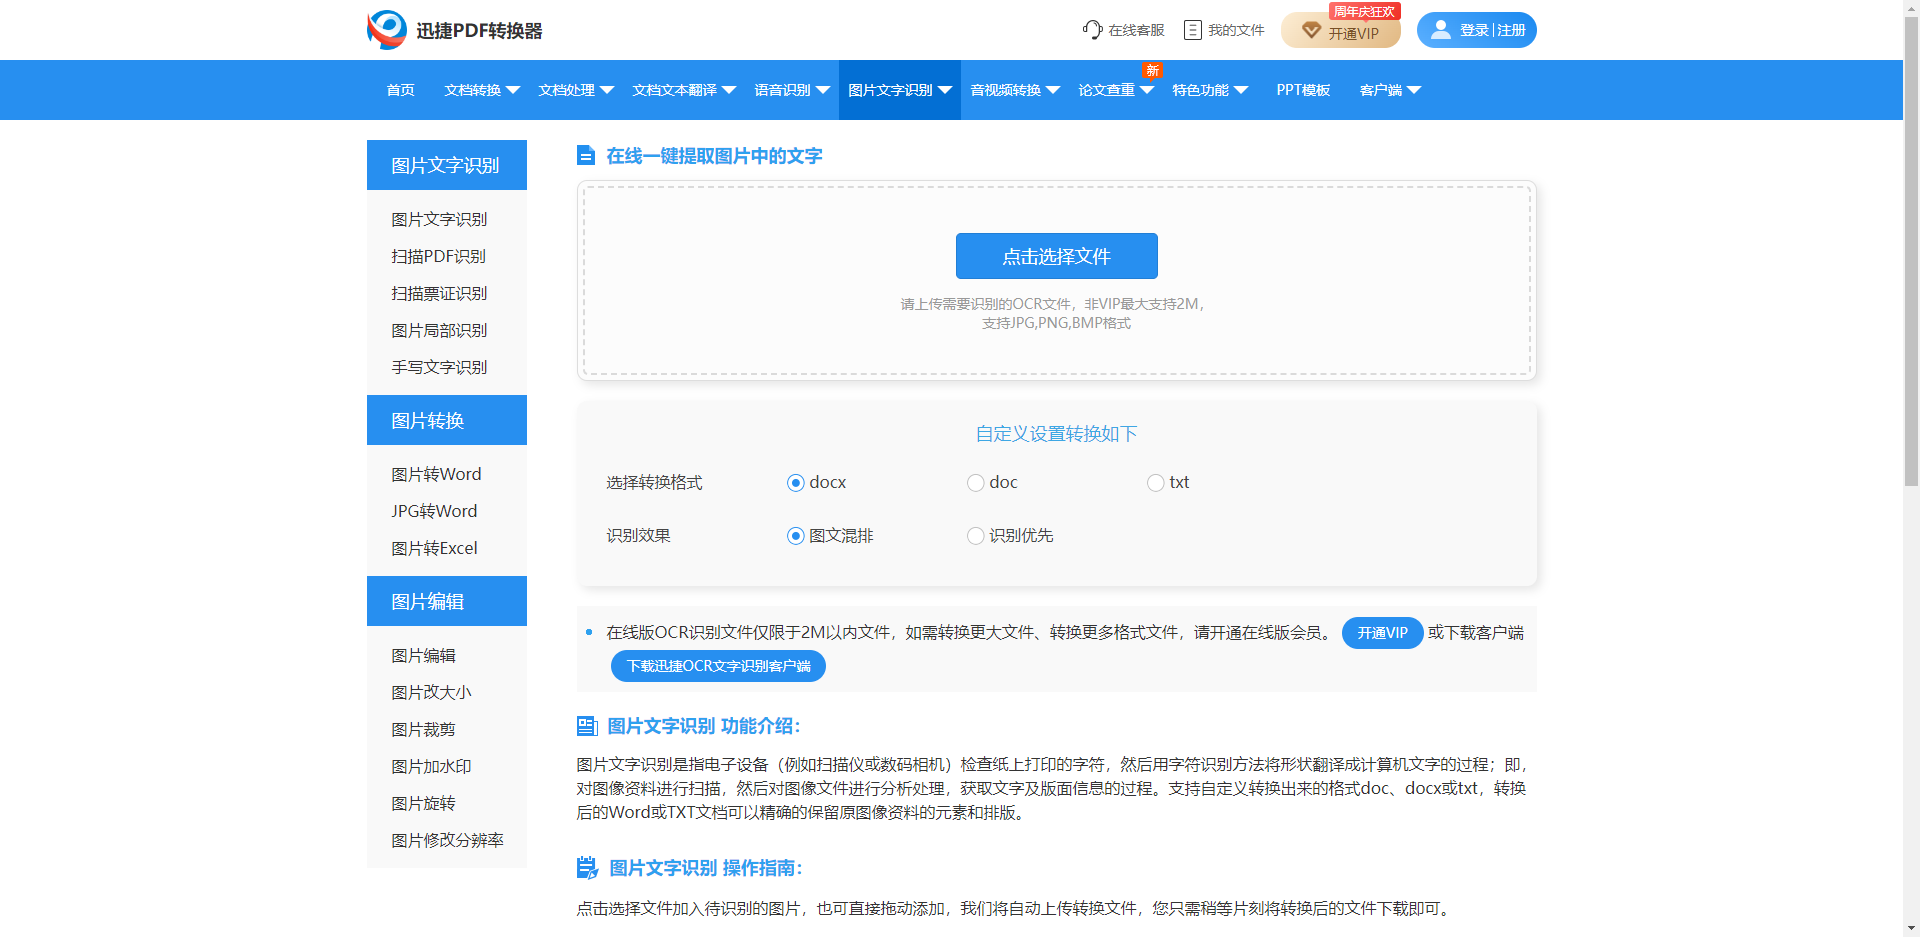 迅捷PDF转换器
在线客服
我的文件
周年庆狂欢
开通VIP
登录|注册
首页
文档转换
文档处理
文档文本翻译
语音识别
图片文字识别
音视频转换
论文查重
新
特色功能
PPT模板
客户端
图片文字识别
图片文字识别
扫描PDF识别
扫描票证识别
图片局部识别
手写文字识别
图片转换
图片转Word
JPG转Word
图片转Excel
图片编辑
图片编辑
图片改大小
图片裁剪
图片加水印
图片旋转
图片修改分辨率
在线一键提取图片中的文字
点击选择文件
请上传需要识别的OCR文件，非VIP最大支持2M，
支持JPG,PNG,BMP格式
自定义设置转换如下
选择转换格式 docx doc txt
识别效果 图文混排 识别优先
在线版OCR识别文件仅限于2M以内文件，如需转换更大文件、转换更多格式文件，请开通在线版会员。 开通VIP 或下载客户端
下载迅捷OCR文字识别客户端
图片文字识别 功能介绍：
图片文字识别是指电子设备（例如扫描仪或数码相机）检查纸上打印的字符，然后用字符识别方法将形状翻译成计算机文字的过程；即，
对图像资料进行扫描，然后对图像文件进行分析处理，获取文字及版面信息的过程。支持自定义转换出来的格式doc、docx或txt，转换
后的Word或TXT文档可以精确的保留原图像资料的元素和排版。
图片文字识别 操作指南：
点击选择文件加入待识别的图片，也可直接拖动添加，我们将自动上传转换文件，您只需稍等片刻将转换后的文件下载即可。